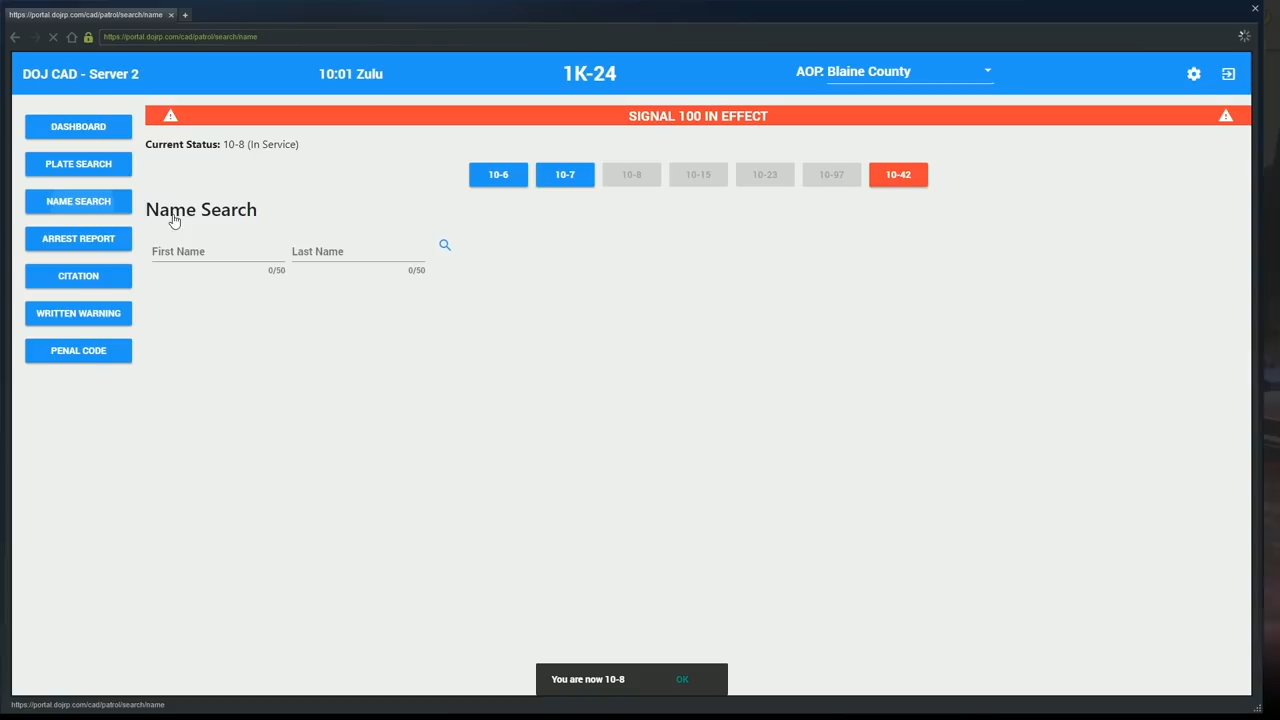 https://portal.dojrp.com/cad/patrol/search/name
https://portal.dojrp.com/cad/patrol/search/name
DOJ CAD - Server 2
10:01 Zulu
1K-24
AOP: Blaine County
SIGNAL 100 IN EFFECT
Current Status: 10-8 (In Service)
10-6
10-7
10-8
10-15
10-23
10-97
10-42
DASHBOARD
PLATE SEARCH
NAME SEARCH
ARREST REPORT
CITATION
WRITTEN WARNING
PENAL CODE
Name Search
First Name
Last Name
0/50
0/50
You are now 10-8
OK
https://portal.dojrp.com/cad/patrol/search/name